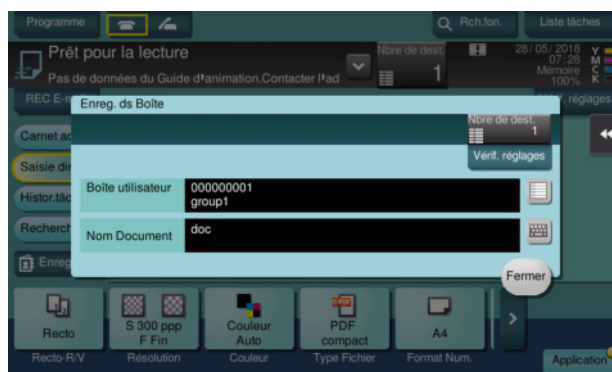 Programme
Rch.fon.
Liste tâches
Prêt pour la lecture
Nbre de dest.
1
28/05/2018
07:28
Mémoire
100%
Y
M
C
K
Pas de données du Guide d'animation.Contacter l'ad
REC E-m
réglages
Enreg. ds Boîte
Nbre de dest.
1
Vérif. réglages
Carnet ad
Saisie dir
Histor.tâc
Recherch
Enreg
Boîte utilisateur
000000001
group1
Nom Document
doc
Fermer
Recto
S 300 ppp
F Fin
Couleur
Auto
PDF
compact
A4
Recto-R/V
Résolution
Couleur
Type Fichier
Format Num.
Application